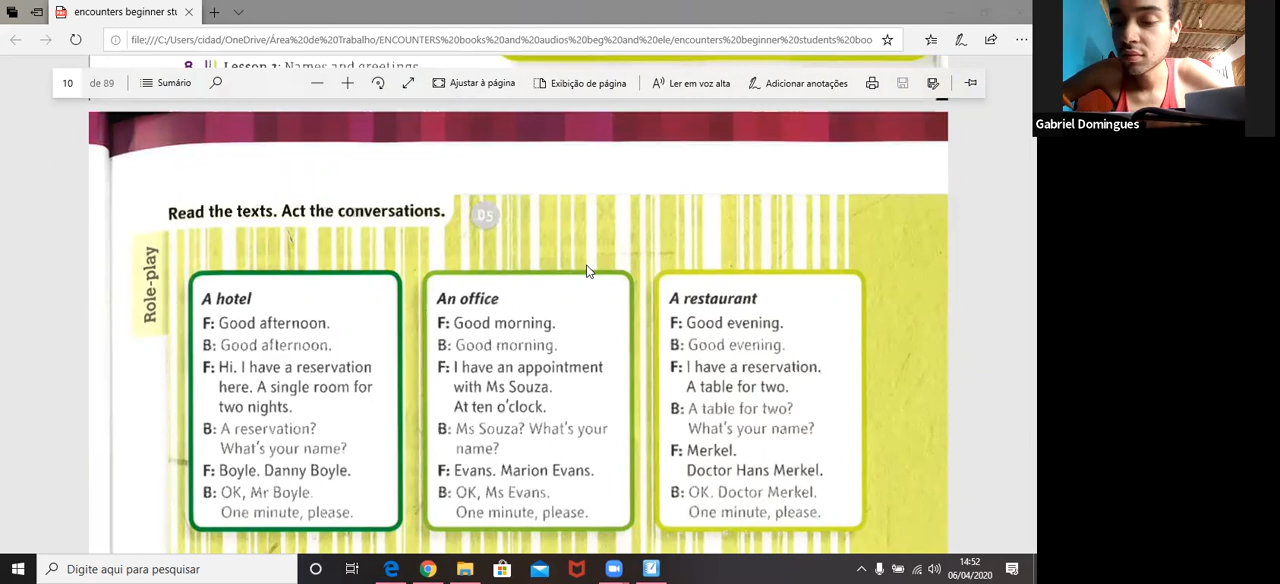 encounters beginner stu
file:///C:/Users/cidad/OneDrive/Área%20de%20Trabalho/ENCOUNTERS%20books%20and%20audios%20beg%20and%20ele/encounters%20beginner%20students%20boo
8 Lesson 1: Names and greetings
10 de 89 Sumário Ajustar à página Exibição de página Ler em voz alta Adicionar anotações
Gabriel Domingues
Read the texts. Act the conversations. D5
Role-play
A hotel
F: Good afternoon.
B: Good afternoon.
F: Hi. I have a reservation
here. A single room for
two nights.
B: A reservation?
What's your name?
F: Boyle. Danny Boyle.
B: OK, Mr Boyle.
One minute, please.
An office
F: Good morning.
B: Good morning.
F: I have an appointment
with Ms Souza.
At ten o'clock.
B: Ms Souza? What's your
name?
F: Evans. Marion Evans.
B: OK, Ms Evans.
One minute, please.
A restaurant
F: Good evening.
B: Good evening.
F: I have a reservation.
A table for two.
B: A table for two?
What's your name?
F: Merkel.
Doctor Hans Merkel.
B: OK. Doctor Merkel.
One minute, please.
Digite aqui para pesquisar
14:52
06/04/2020